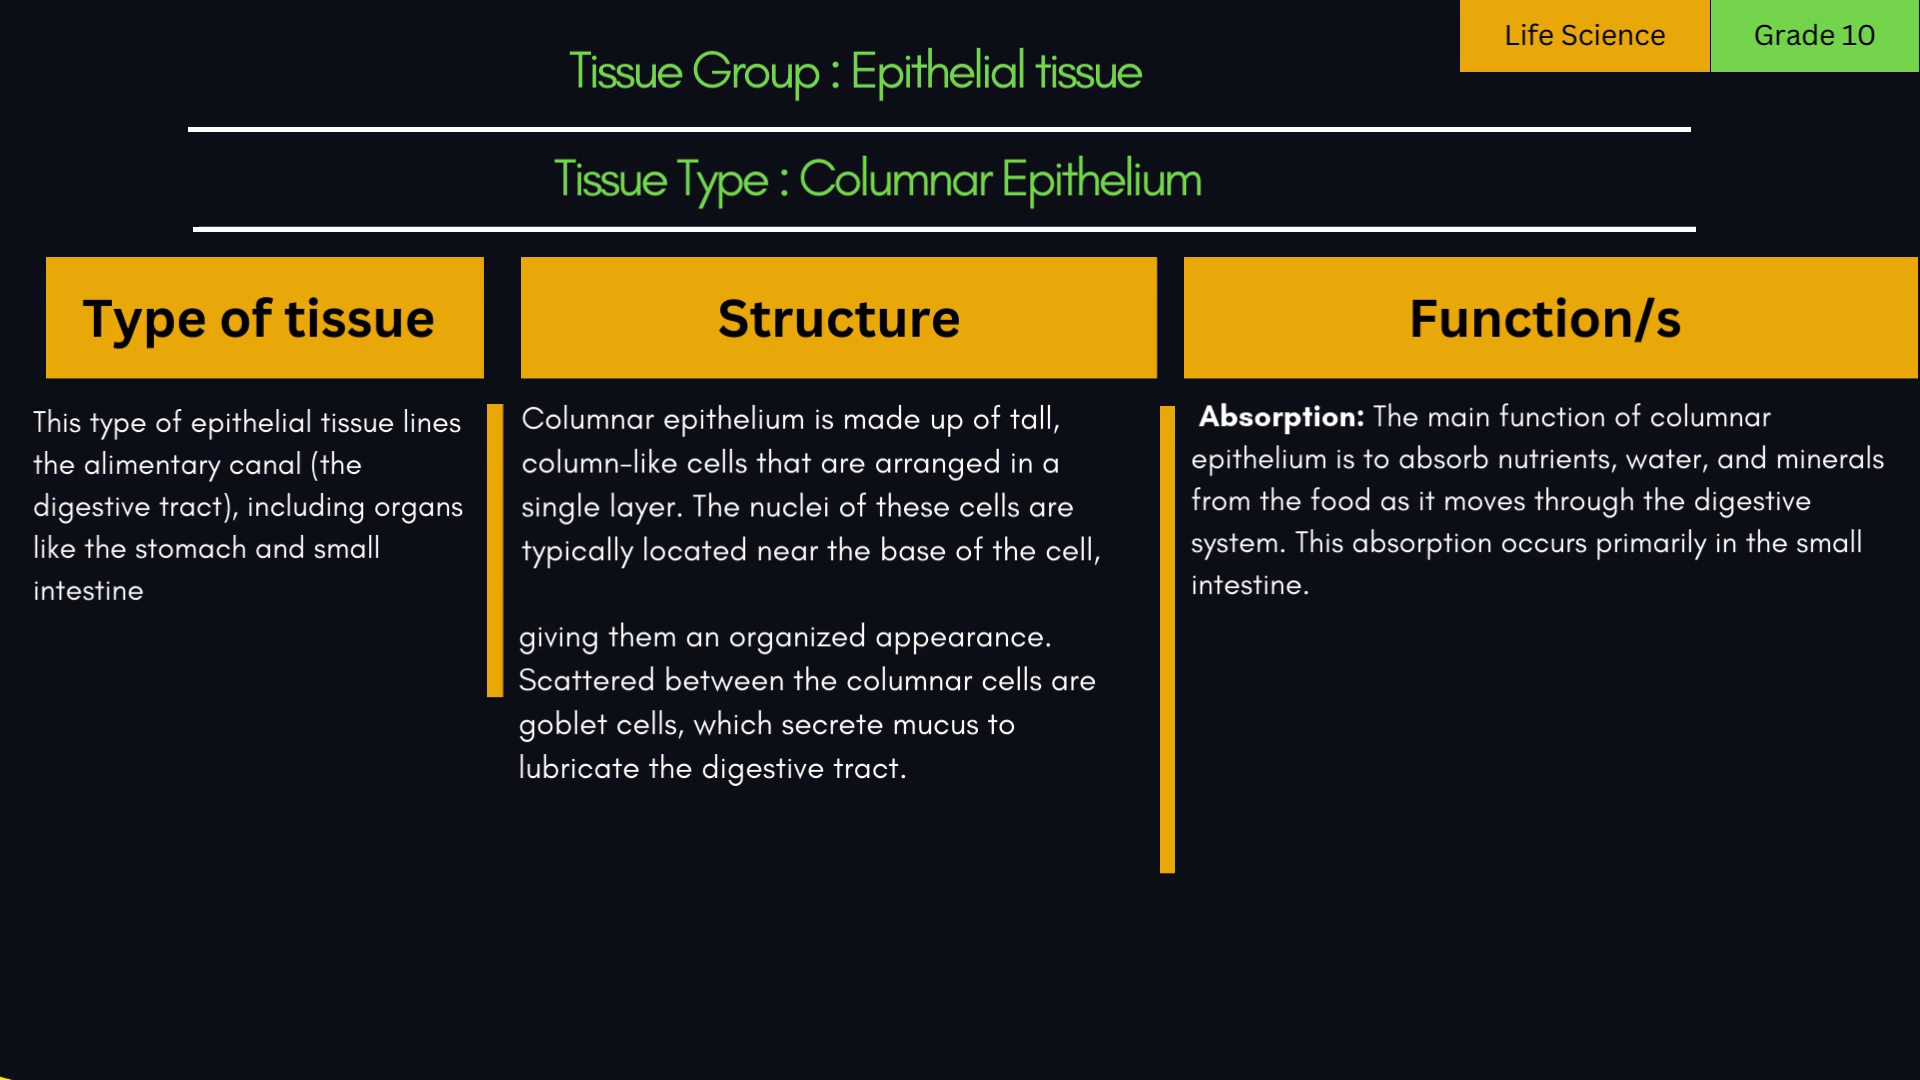 Life Science
Grade 10
Tissue Group : Epithelial tissue
Tissue Type : Columnar Epithelium
Type of tissue
Structure
Function/s
This type of epithelial tissue lines
the alimentary canal (the
digestive tract), including organs
like the stomach and small
intestine
Columnar epithelium is made up of tall,
column-like cells that are arranged in a
single layer. The nuclei of these cells are
typically located near the base of the cell,
giving them an organized appearance.
Scattered between the columnar cells are
goblet cells, which secrete mucus to
lubricate the digestive tract.
Absorption: The main function of columnar
epithelium is to absorb nutrients, water, and minerals
from the food as it moves through the digestive
system. This absorption occurs primarily in the small
intestine.